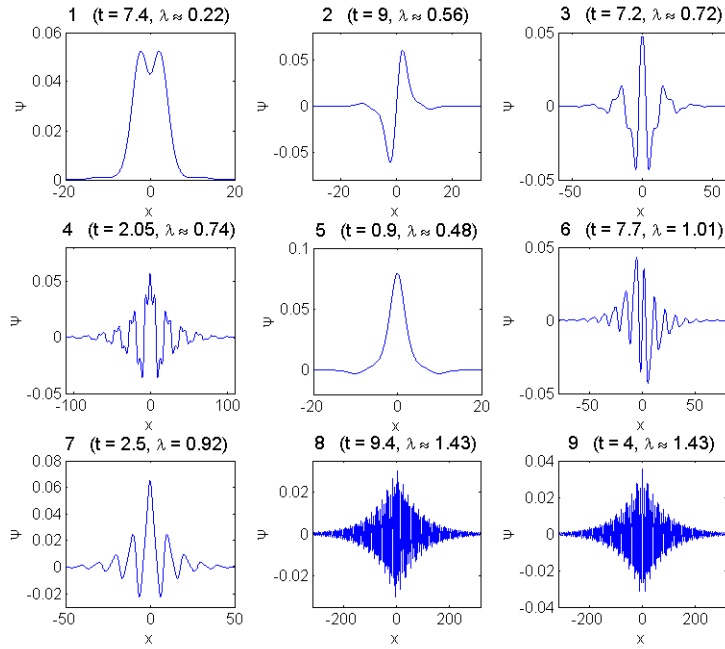 1 (t = 7.4, λ ≈ 0.22)
0.06
0.04
0.02
0
ψ
-20 0 20
x
2 (t = 9, λ ≈ 0.56)
0.05
0
-0.05
ψ
-20 0 20
x
3 (t = 7.2, λ ≈ 0.72)
0.05
0
-0.05
ψ
-50 0 50
x
4 (t = 2.05, λ ≈ 0.74)
0.05
0
-0.05
ψ
-100 0 100
x
5 (t = 0.9, λ ≈ 0.48)
0.1
0.05
0
-0.05
ψ
-20 0 20
x
6 (t = 7.7, λ = 1.01)
0.05
0
-0.05
ψ
-50 0 50
x
7 (t = 2.5, λ = 0.92)
0.08
0.06
0.04
0.02
0
-0.02
ψ
-50 0 50
x
8 (t = 9.4, λ ≈ 1.43)
0.02
0
-0.02
ψ
-200 0 200
x
9 (t = 4, λ ≈ 1.43)
0.04
0.02
0
-0.02
-0.04
ψ
-200 0 200
x